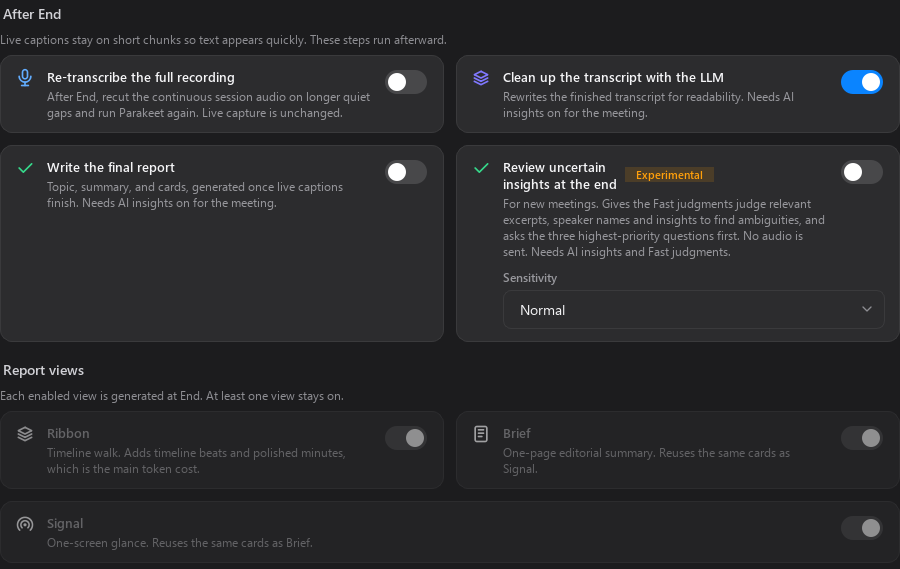 After End
Live captions stay on short chunks so text appears quickly. These steps run afterward.
Re-transcribe the full recording
After End, recut the continuous session audio on longer quiet
gaps and run Parakeet again. Live capture is unchanged.
Clean up the transcript with the LLM
Rewrites the finished transcript for readability. Needs AI
insights on for the meeting.
Write the final report
Topic, summary, and cards, generated once live captions
finish. Needs AI insights on for the meeting.
Review uncertain
insights at the end
Experimental
For new meetings. Gives the Fast judgments judge relevant
excerpts, speaker names and insights to find ambiguities, and
asks the three highest-priority questions first. No audio is
sent. Needs AI insights and Fast judgments.
Sensitivity
Normal
Report views
Each enabled view is generated at End. At least one view stays on.
Ribbon
Timeline walk. Adds timeline beats and polished minutes,
which is the main token cost.
Brief
One-page editorial summary. Reuses the same cards as
Signal.
Signal
One-screen glance. Reuses the same cards as Brief.